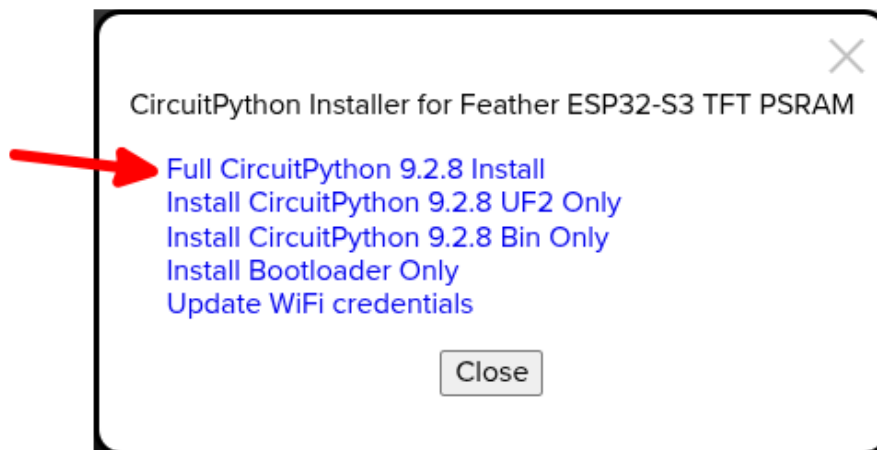 CircuitPython Installer for Feather ESP32-S3 TFT PSRAM
Full CircuitPython 9.2.8 Install
Install CircuitPython 9.2.8 UF2 Only
Install CircuitPython 9.2.8 Bin Only
Install Bootloader Only
Update WiFi credentials
Close